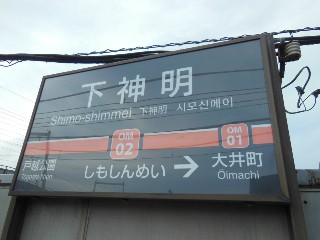 下神明
Shimo-shimmei 下神明 시모신메이
OM 02
OM 01
戸越公園 しもしんめい → 大井町
Togoshi-koen Oimachi